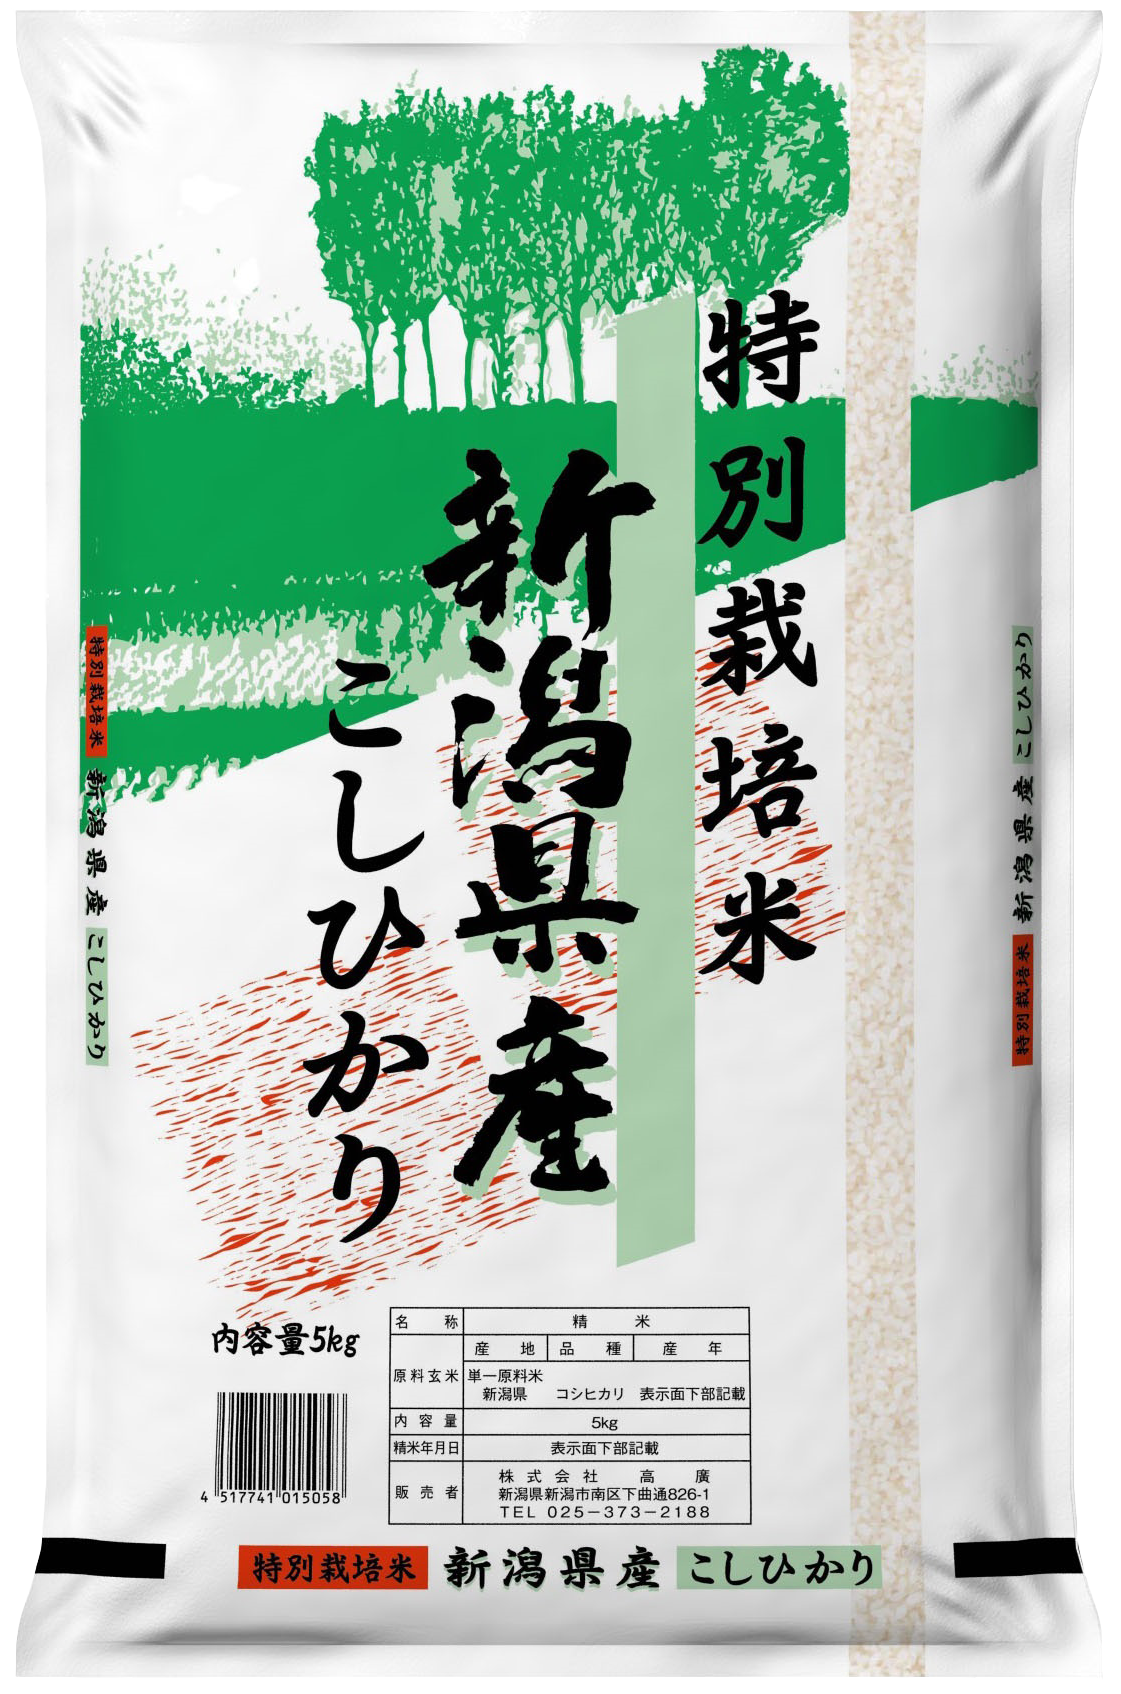 特別栽培米
新潟県産
こしひかり
特別栽培米 新潟県産 こしひかり
こしひかり 新潟県産 特別栽培米
内容量5kg
4 517741 015058
名称 精米
原料玄米 産地 品種 産年
単一原料米
新潟県 コシヒカリ 表示面下部記載
内容量 5kg
精米年月日 表示面下部記載
販売者 株式会社 高廣
新潟県新潟市南区下曲通826-1
TEL 025-373-2188
特別栽培米 新潟県産 こしひかり